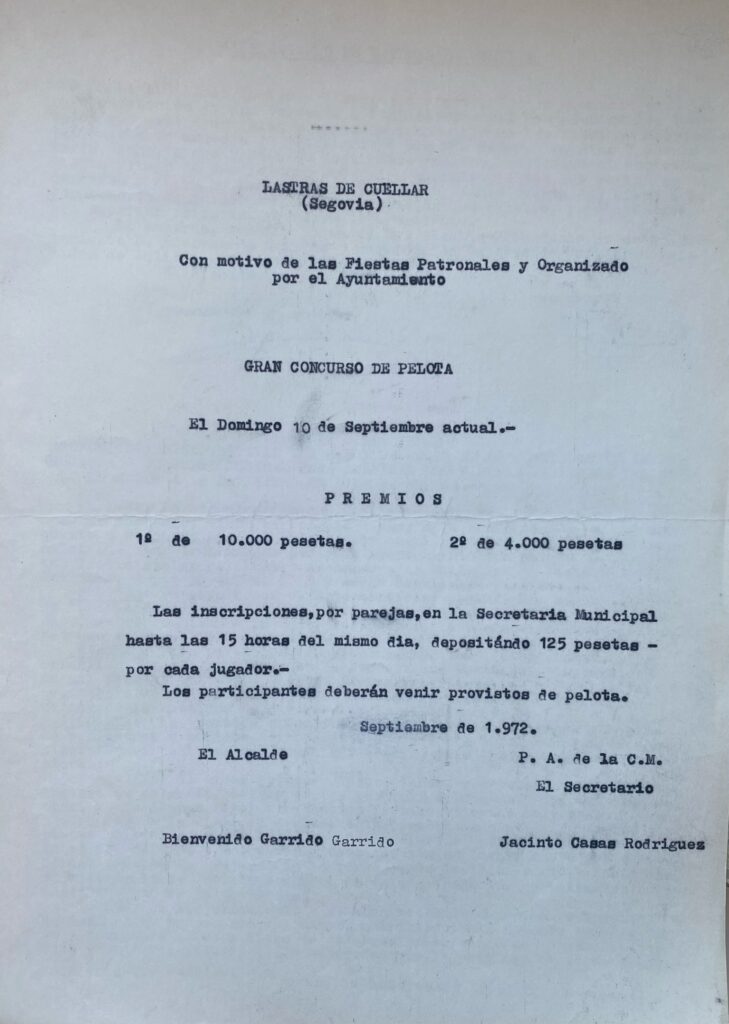 LASTRAS DE CUELLAR
(Segovia)
Con motivo de las Fiestas Patronales y Organizado
por el Ayuntamiento
GRAN CONCURSO DE PELOTA
El Domingo 10 de Septiembre actual.-
P R E M I O S
1º de 10.000 pesetas. 2º de 4.000 pesetas
Las inscripciones,por parejas,en la Secretaria Municipal
hasta las 15 horas del mismo dia, depositándo 125 pesetas -
por cada jugador.-
Los participantes deberán venir provistos de pelota.
Septiembre de 1.972.
El Alcalde P. A. de la C.M.
El Secretario
Bienvenido Garrido Garrido Jacinto Casas Rodriguez